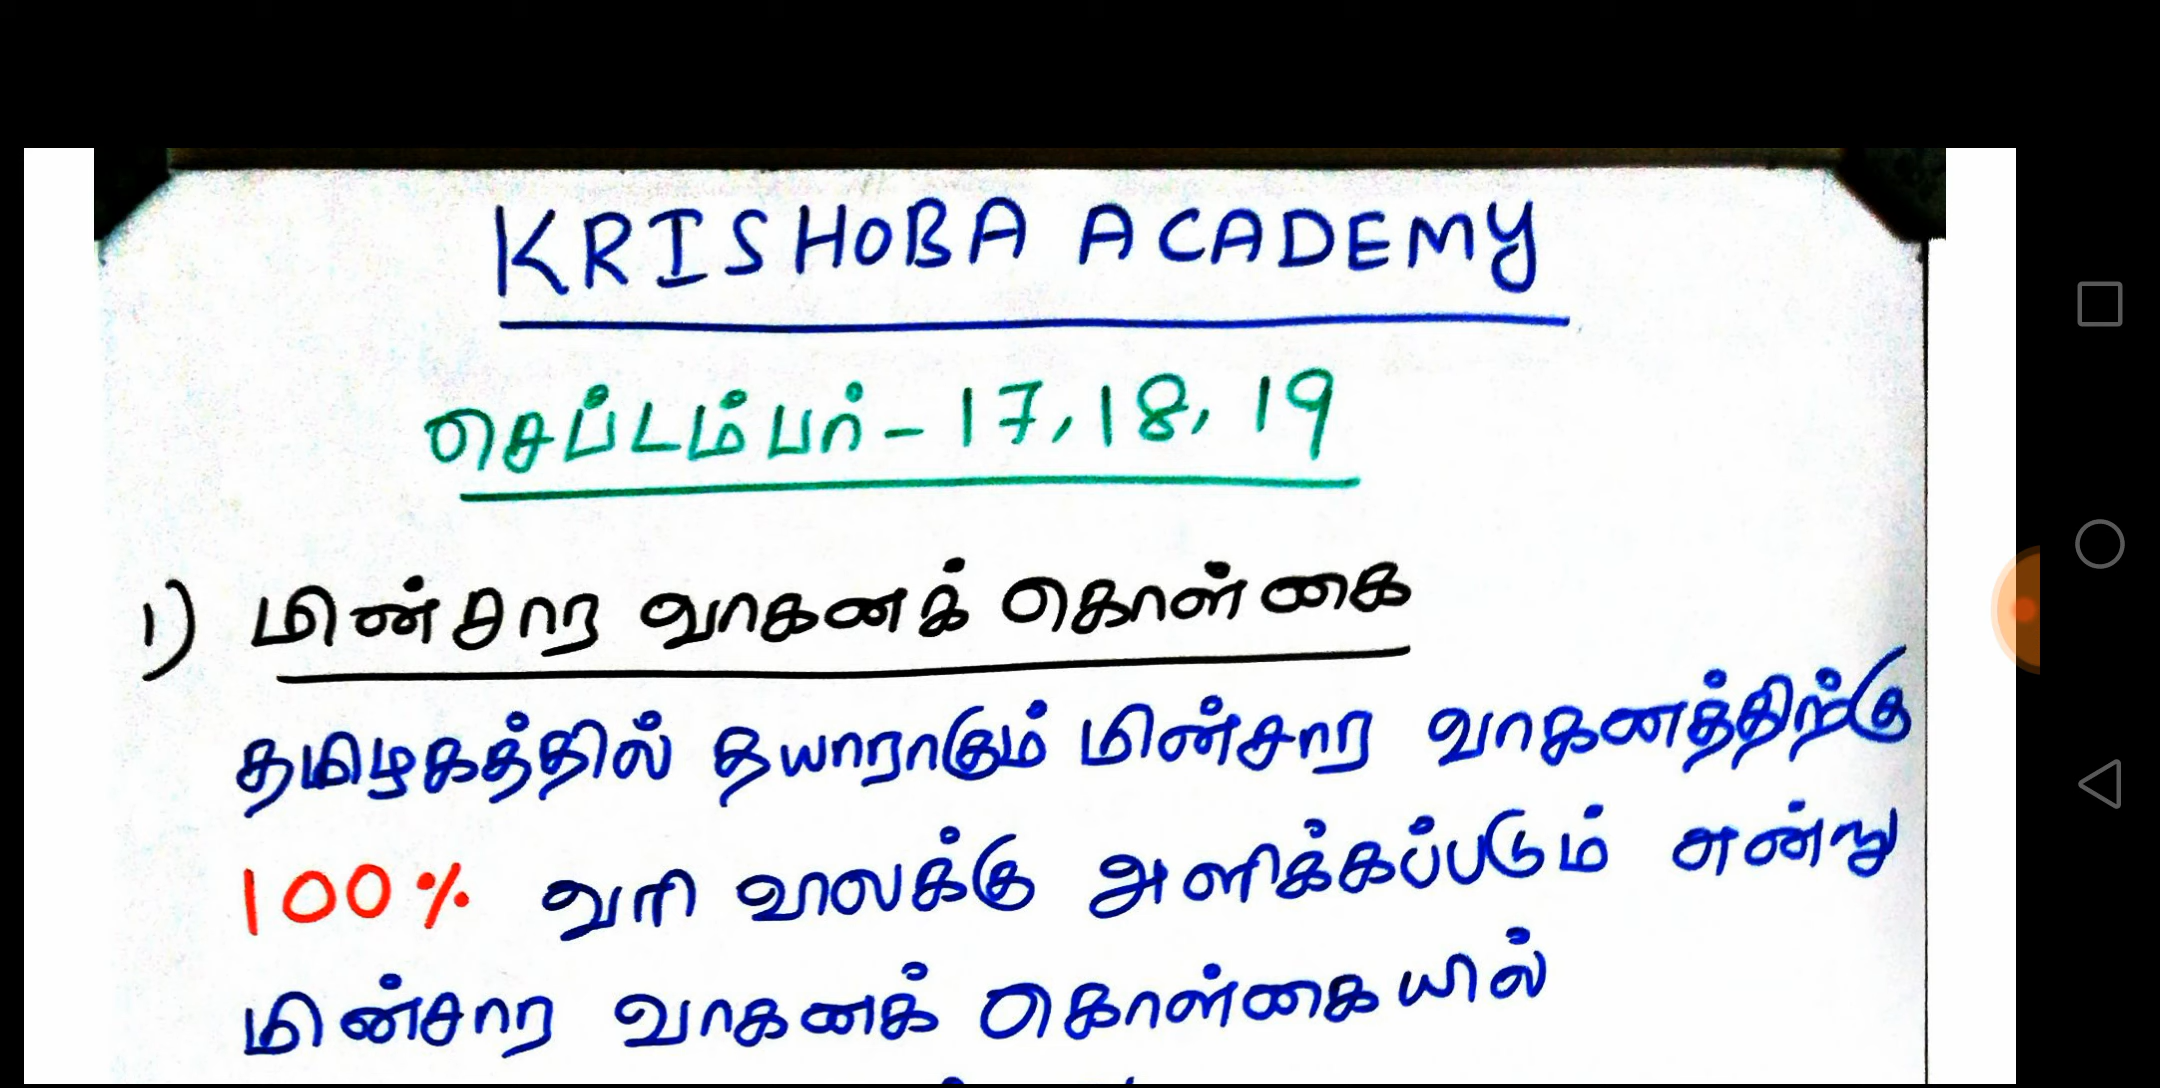 KRISHOBA ACADEMY
செப்டம்பர் - 17, 18, 19
1) மின்சார வாகனக் கொள்கை
தமிழகத்தில் தயாராகும் மின்சார வாகனத்திற்கு
100% வரி விலக்கு அளிக்கப்படும் என்று
மின்சார வாகனக் கொள்கையில்